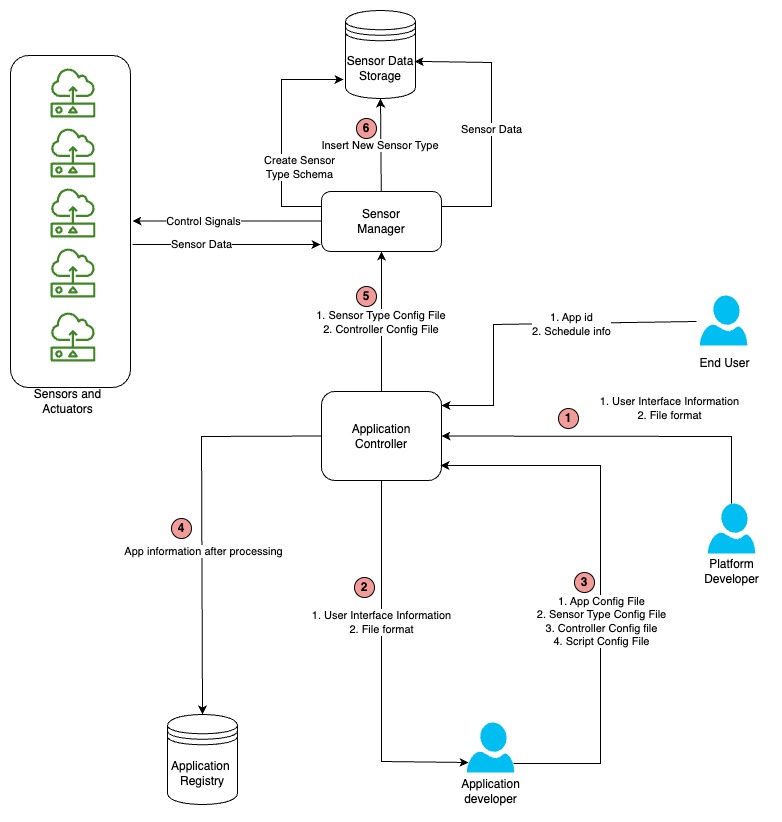 Sensor Data
Storage
6
Insert New Sensor Type
Sensor Data
Create Sensor
Type Schema
Sensor
Manager
Control Signals
Sensor Data
5
1. Sensor Type Config File
2. Controller Config File
1. App id
2. Schedule info
End User
Sensors and
Actuators
1. User Interface Information
2. File format
1
Application
Controller
4
App information after processing
Platform
Developer
2
1. User Interface Information
2. File format
3
1. App Config File
2. Sensor Type Config File
3. Controller Config file
4. Script Config File
Application
Registry
Application
developer